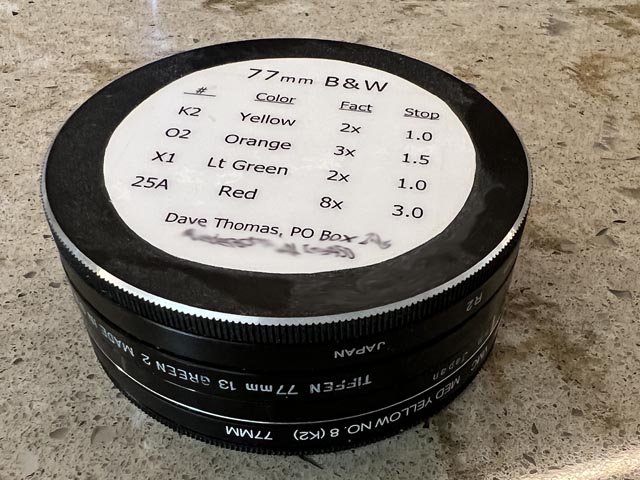 77mm B&W
# Color Fact Stop
K2 Yellow 2x 1.0
O2 Orange 3x 1.5
X1 Lt Green 2x 1.0
25A Red 8x 3.0
Dave Thomas, PO Box
R2
JAPAN
TIFFEN 77mm 13 GREEN 2 MADE
Japan
MED YELLOW NO. 8 (K2) 77MM